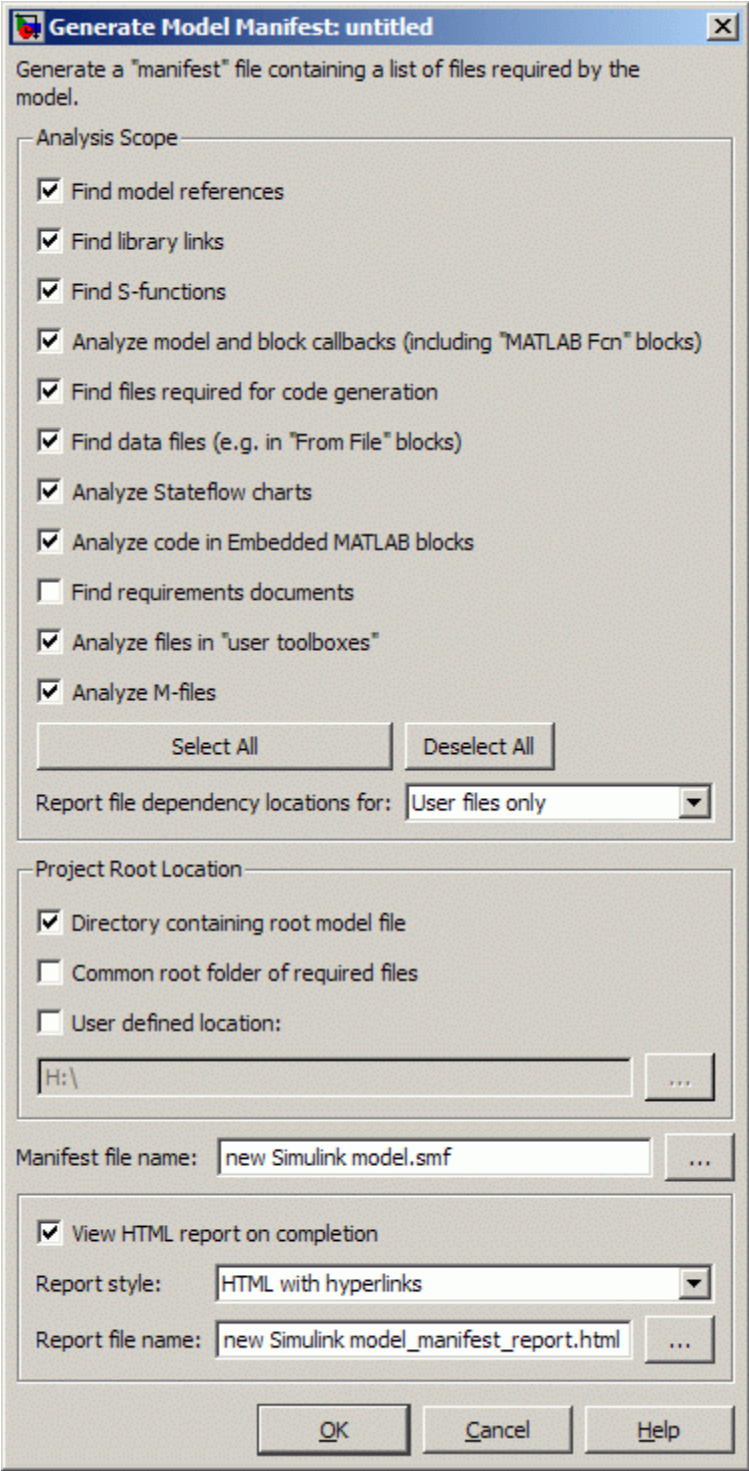 Generate Model Manifest: untitled
Generate a "manifest" file containing a list of files required by the
model.
Analysis Scope
Find model references
Find library links
Find S-functions
Analyze model and block callbacks (including "MATLAB Fcn" blocks)
Find files required for code generation
Find data files (e.g. in "From File" blocks)
Analyze Stateflow charts
Analyze code in Embedded MATLAB blocks
Find requirements documents
Analyze files in "user toolboxes"
Analyze M-files
Select All Deselect All
Report file dependency locations for: User files only
Project Root Location
Directory containing root model file
Common root folder of required files
User defined location:
H:\ ...
Manifest file name: new Simulink model.smf ...
View HTML report on completion
Report style: HTML with hyperlinks
Report file name: new Simulink model_manifest_report.html ...
OK Cancel Help